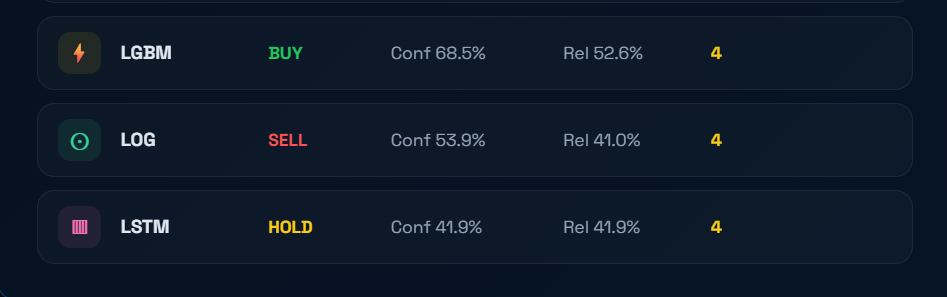 LGBM BUY Conf 68.5% Rel 52.6% 4
LOG SELL Conf 53.9% Rel 41.0% 4
LSTM HOLD Conf 41.9% Rel 41.9% 4